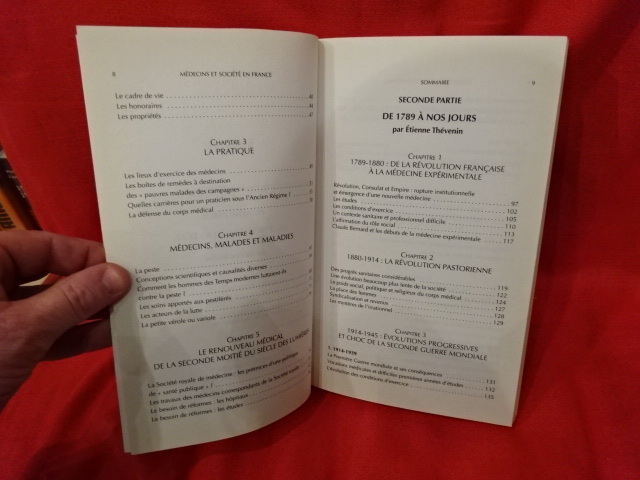 8 MÉDECINS ET SOCIÉTÉ EN FRANCE
Le cadre de vie
Les honoraires 44
Les propriétés 47
CHAPITRE 3
LA PRATIQUE
Les lieux d'exercice des médecins
Les boîtes de remèdes à destination
des « pauvres malades des campagnes »
Quelles carrières pour un praticien sous l'Ancien Régime ?
La défense du corps médical
CHAPITRE 4
MÉDECINS, MALADES ET MALADIES
La peste
Conceptions scientifiques et causalités diverses
Comment les hommes des Temps modernes luttaient-ils
contre la peste ?
Les soins apportés aux pestiférés
Les acteurs de la lutte
La petite vérole ou variole
CHAPITRE 5
LE RENOUVEAU MÉDICAL
DE LA SECONDE MOITIÉ DU SIÈCLE DES LUMIÈRES
La Société royale de médecine : les prémices d'une politique
de « santé publique » !
Les travaux des médecins correspondants de la Société royale
Le besoin de réformes : les hôpitaux
Le besoin de réformes : les études
SOMMAIRE 9
SECONDE PARTIE
DE 1789 À NOS JOURS
par Étienne Thévenin
CHAPITRE 1
1789-1880 : DE LA RÉVOLUTION FRANÇAISE
À LA MÉDECINE EXPÉRIMENTALE
Révolution, Consulat et Empire : rupture institutionnelle
et émergence d'une nouvelle médecine 97
Les études 102
Les conditions d'exercice 105
Un contexte sanitaire et professionnel difficile 110
L'affirmation du rôle social 113
Claude Bernard et les débuts de la médecine expérimentale 117
CHAPITRE 2
1880-1914 : LA RÉVOLUTION PASTORIENNE
Des progrès sanitaires considérables 119
Une évolution beaucoup plus lente de la société 122
Le poids social, politique et religieux du corps médical 124
La place des femmes 127
Syndicalisation et revenus 128
Les mystères de l'irrationnel 129
CHAPITRE 3
1914-1945 : ÉVOLUTIONS PROGRESSIVES
ET CHOC DE LA SECONDE GUERRE MONDIALE
1. 1914-1939
La Première Guerre mondiale et ses conséquences 131
Vocations médicales et difficiles premières années d'études 132
L'évolution des conditions d'exercice 135